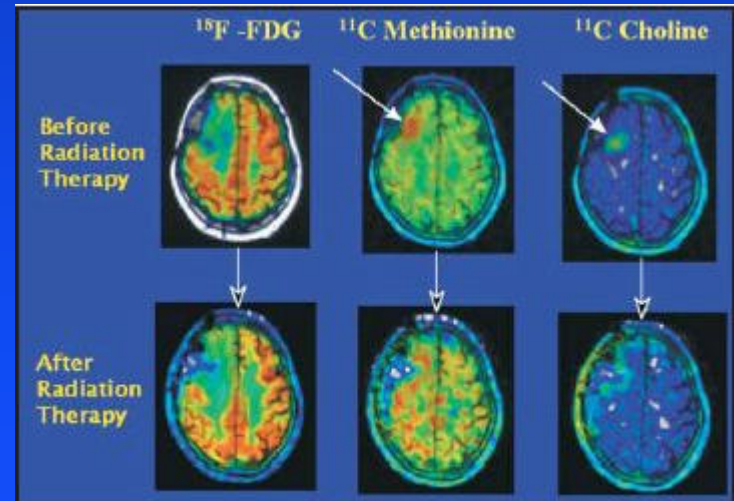 ¹⁸F -FDG ¹¹C Methionine ¹¹C Choline
Before
Radiation
Therapy
After
Radiation
Therapy